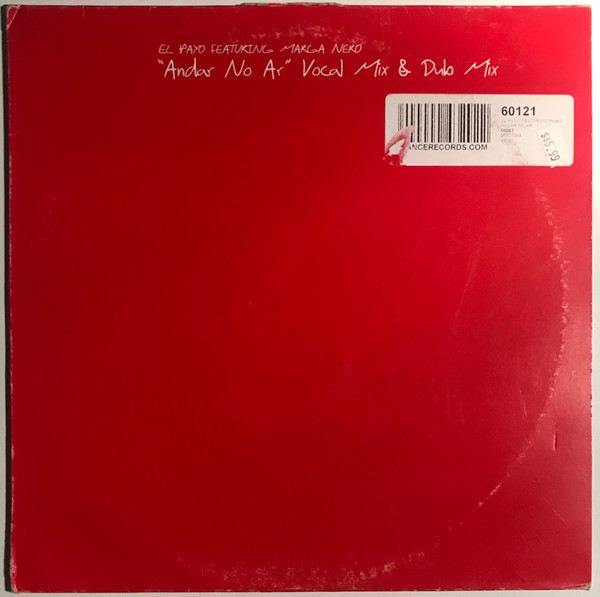 EL PAYO FEATURING MARGA NERO
"Andar No Ar" Vocal Mix & Dub Mix
60121
ANCERECORDS.COM